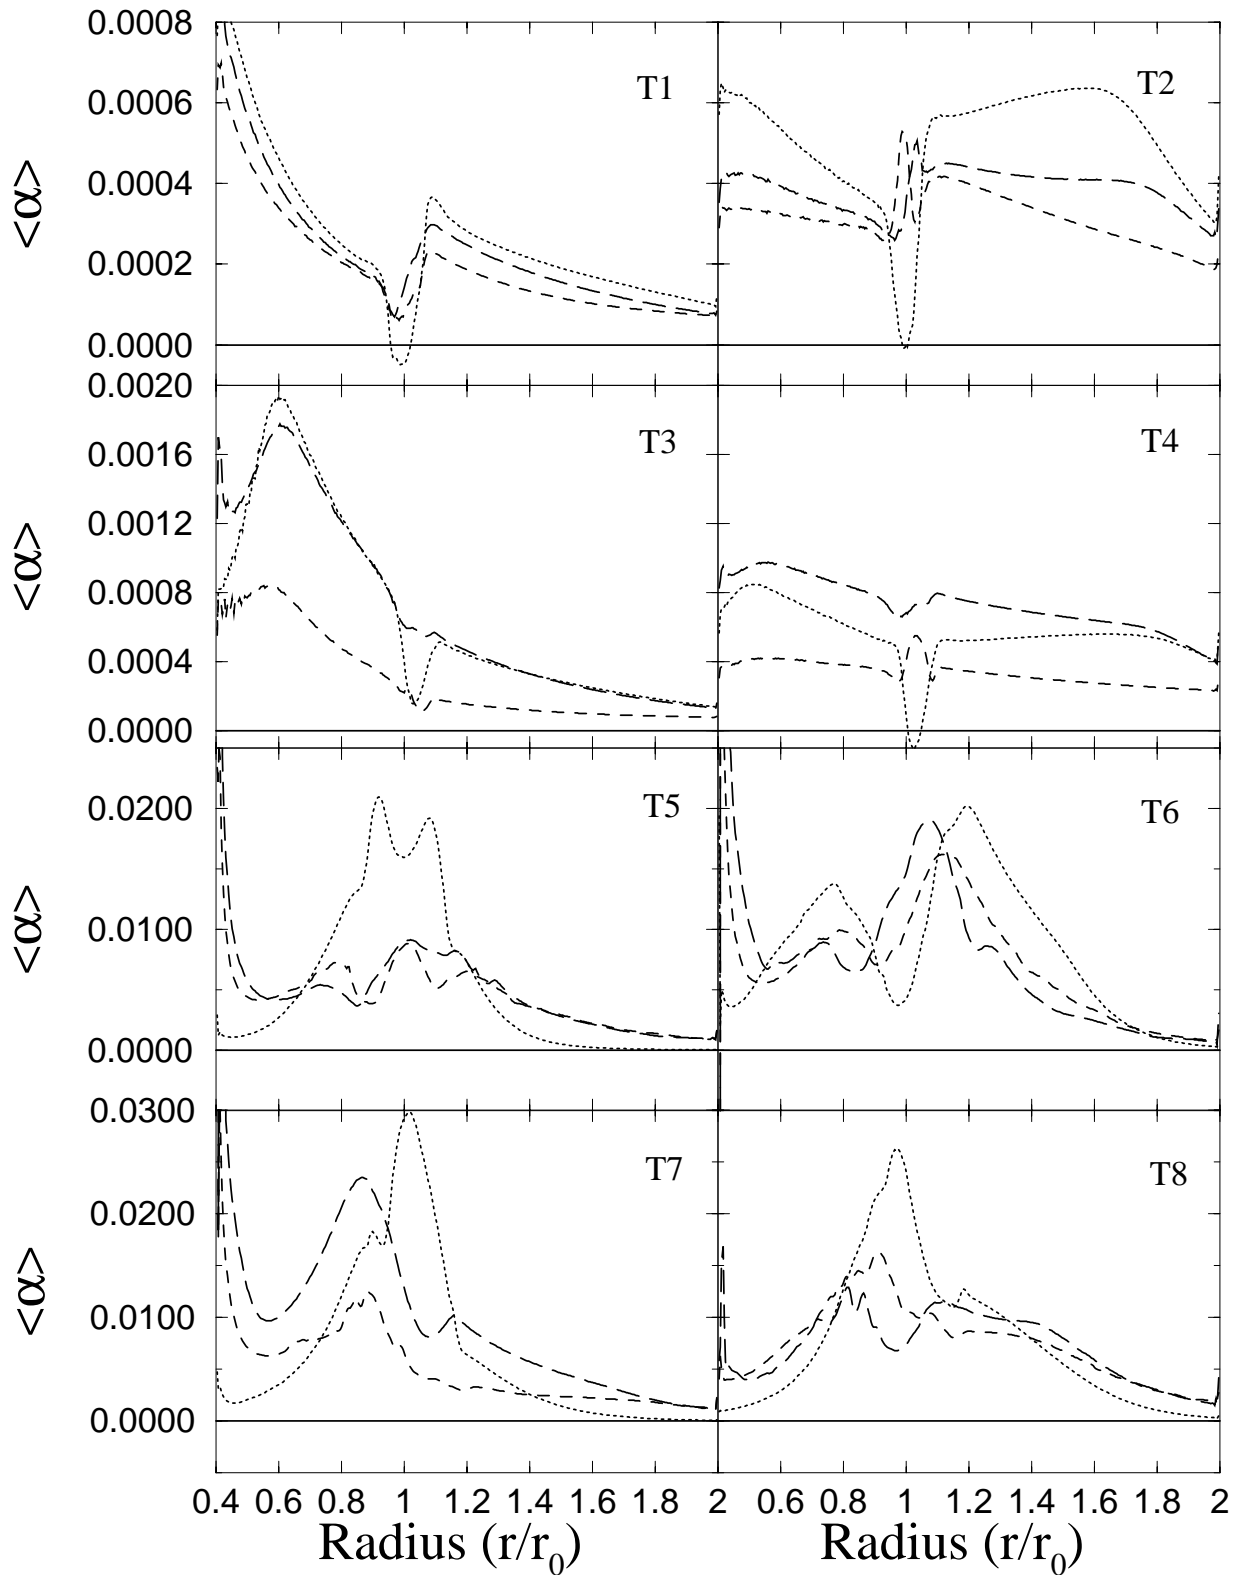 0.0008
0.0006
0.0004
0.0002
0.0000
<α>
T1
T2
0.0020
0.0016
0.0012
0.0008
0.0004
0.0000
<α>
T3
T4
0.0200
0.0100
0.0000
<α>
T5
T6
0.0300
0.0200
0.0100
0.0000
<α>
T7
T8
0.4 0.6 0.8 1 1.2 1.4 1.6 1.8 2 0.6 0.8 1 1.2 1.4 1.6 1.8 2
Radius (r/r₀) Radius (r/r₀)